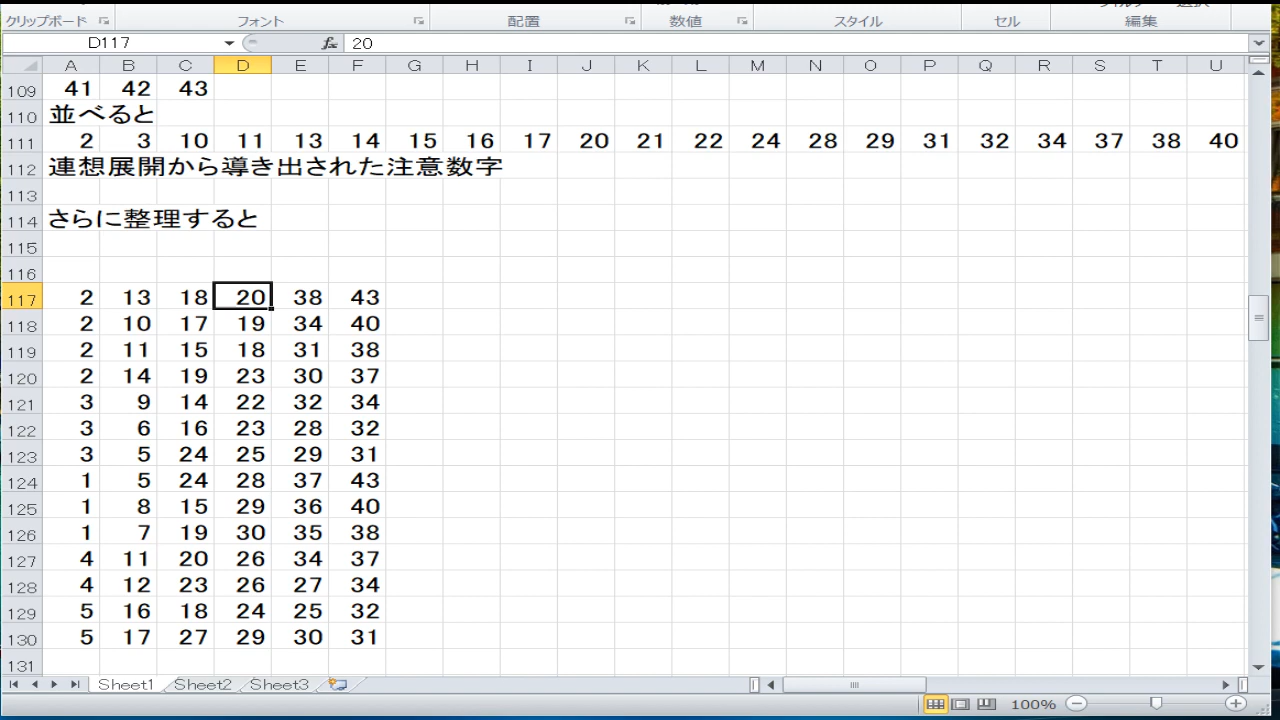 クリップボード フォント 配置 数値 スタイル セル 編集
D117 fx 20
A B C D E F G H I J K L M N O P Q R S T U
109 41 42 43
110 並べると
111 2 3 10 11 13 14 15 16 17 20 21 22 24 28 29 31 32 34 37 38 40
112 連想展開から導き出された注意数字
113
114 さらに整理すると
115
116
117 2 13 18 20 38 43
118 2 10 17 19 34 40
119 2 11 15 18 31 38
120 2 14 19 23 30 37
121 3 9 14 22 32 34
122 3 6 16 23 28 32
123 3 5 24 25 29 31
124 1 5 24 28 37 43
125 1 8 15 29 36 40
126 1 7 19 30 35 38
127 4 11 20 26 34 37
128 4 12 23 26 27 34
129 5 16 18 24 25 32
130 5 17 27 29 30 31
131
Sheet1 Sheet2 Sheet3
100%